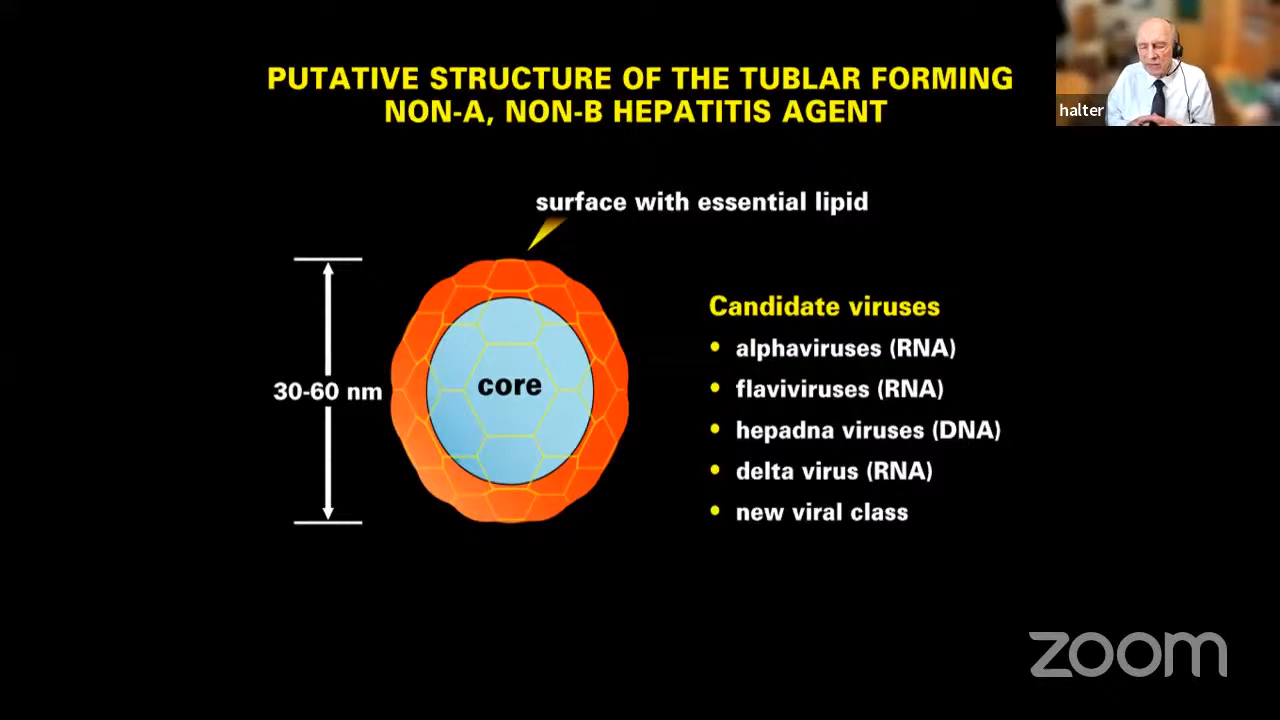 PUTATIVE STRUCTURE OF THE TUBLAR FORMING
NON-A, NON-B HEPATITIS AGENT
halter
surface with essential lipid
30-60 nm
core
Candidate viruses
• alphaviruses (RNA)
• flaviviruses (RNA)
• hepadna viruses (DNA)
• delta virus (RNA)
• new viral class
zoom